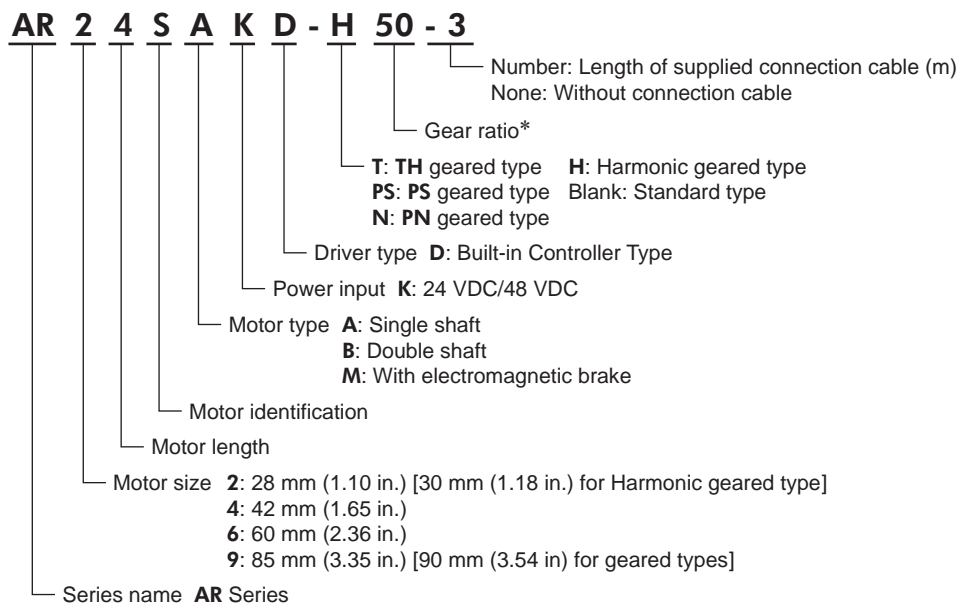 AR 2 4 S A K D - H 50 - 3
Number: Length of supplied connection cable (m)
None: Without connection cable
Gear ratio*
T: TH geared type H: Harmonic geared type
PS: PS geared type Blank: Standard type
N: PN geared type
Driver type D: Built-in Controller Type
Power input K: 24 VDC/48 VDC
Motor type A: Single shaft
B: Double shaft
M: With electromagnetic brake
Motor identification
Motor length
Motor size 2: 28 mm (1.10 in.) [30 mm (1.18 in.) for Harmonic geared type]
4: 42 mm (1.65 in.)
6: 60 mm (2.36 in.)
9: 85 mm (3.35 in.) [90 mm (3.54 in) for geared types]
Series name AR Series